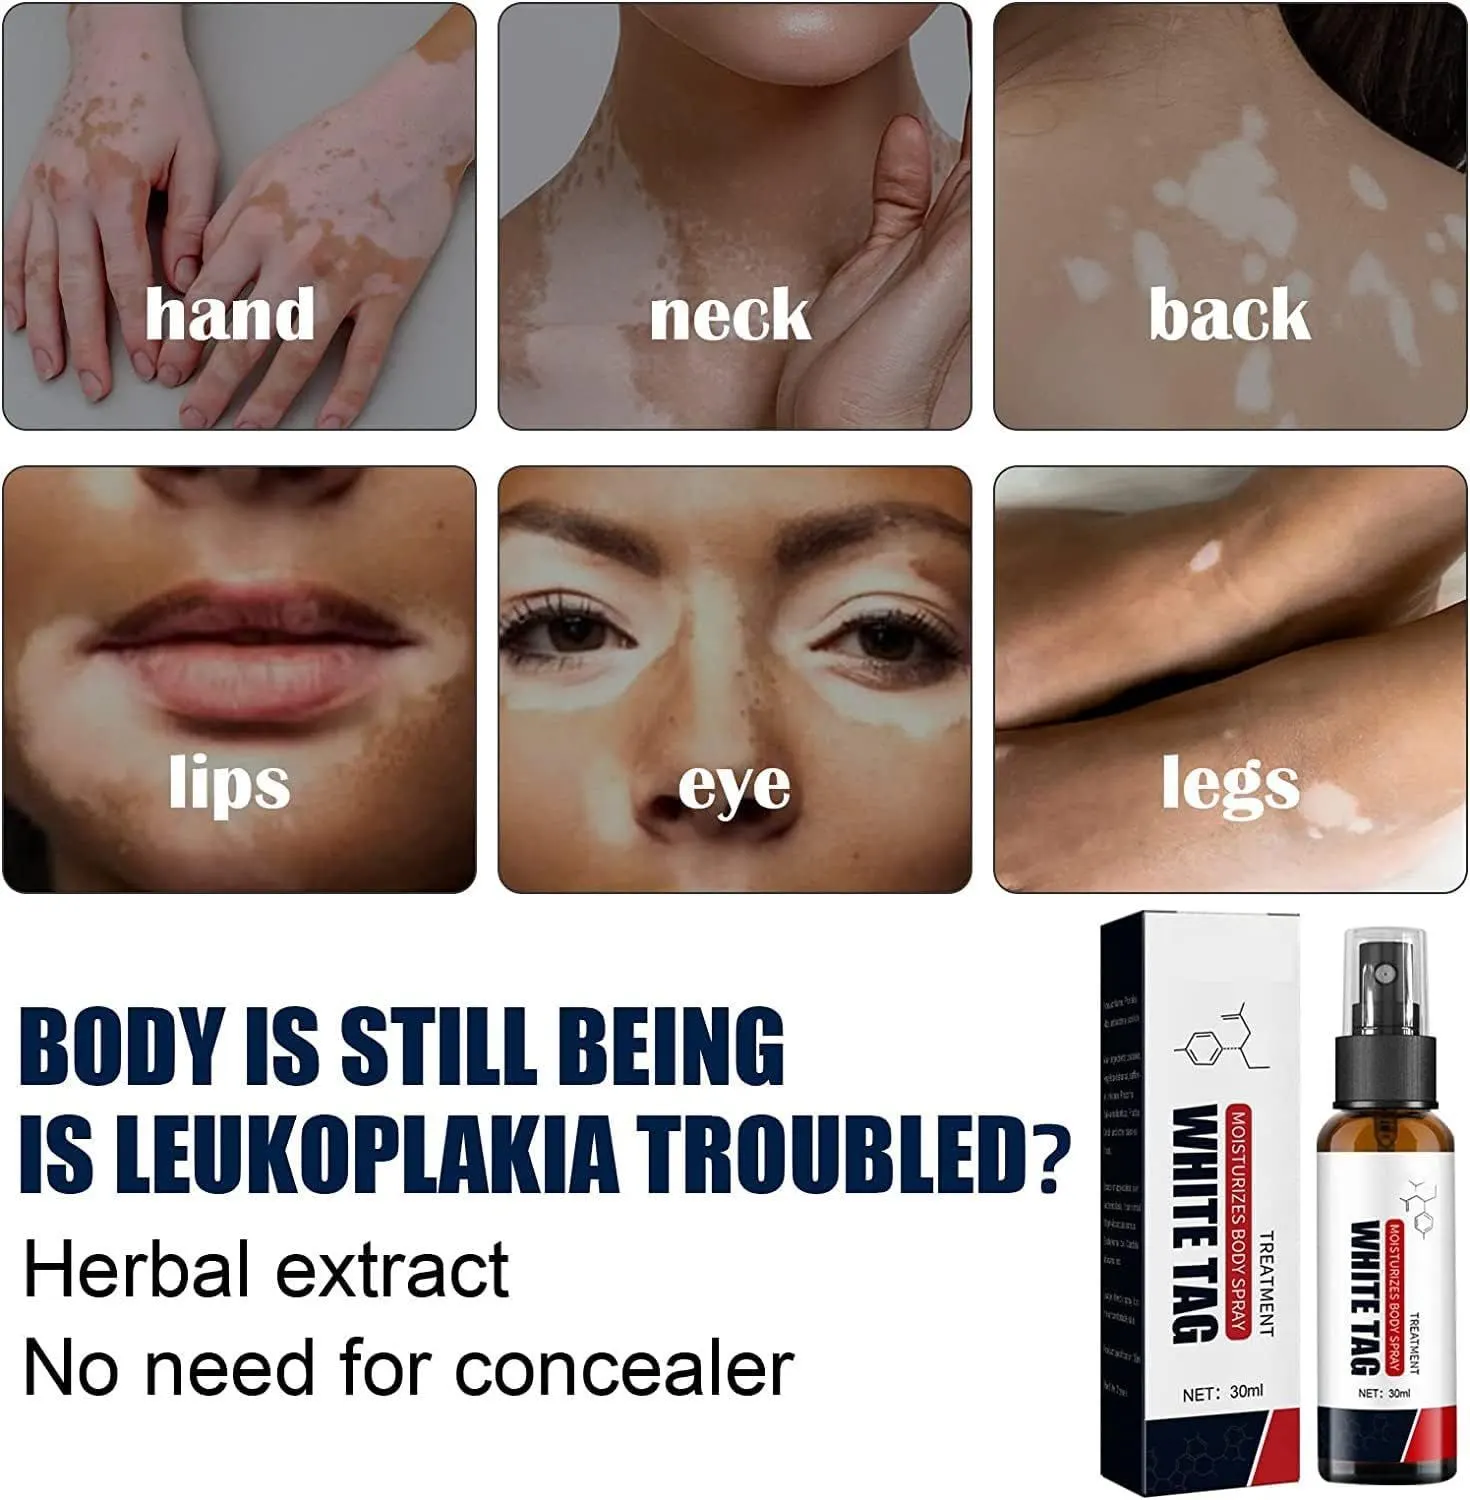 hand
neck
back
lips
eye
legs
BODY IS STILL BEING
IS LEUKOPLAKIA TROUBLED?
Herbal extract
No need for concealer
WHITE TAG
MOISTURIZES BODY SPRAY
TREATMENT
NET: 30ml
WHITE TAG
MOISTURIZES BODY SPRAY
TREATMENT
NET: 30ml